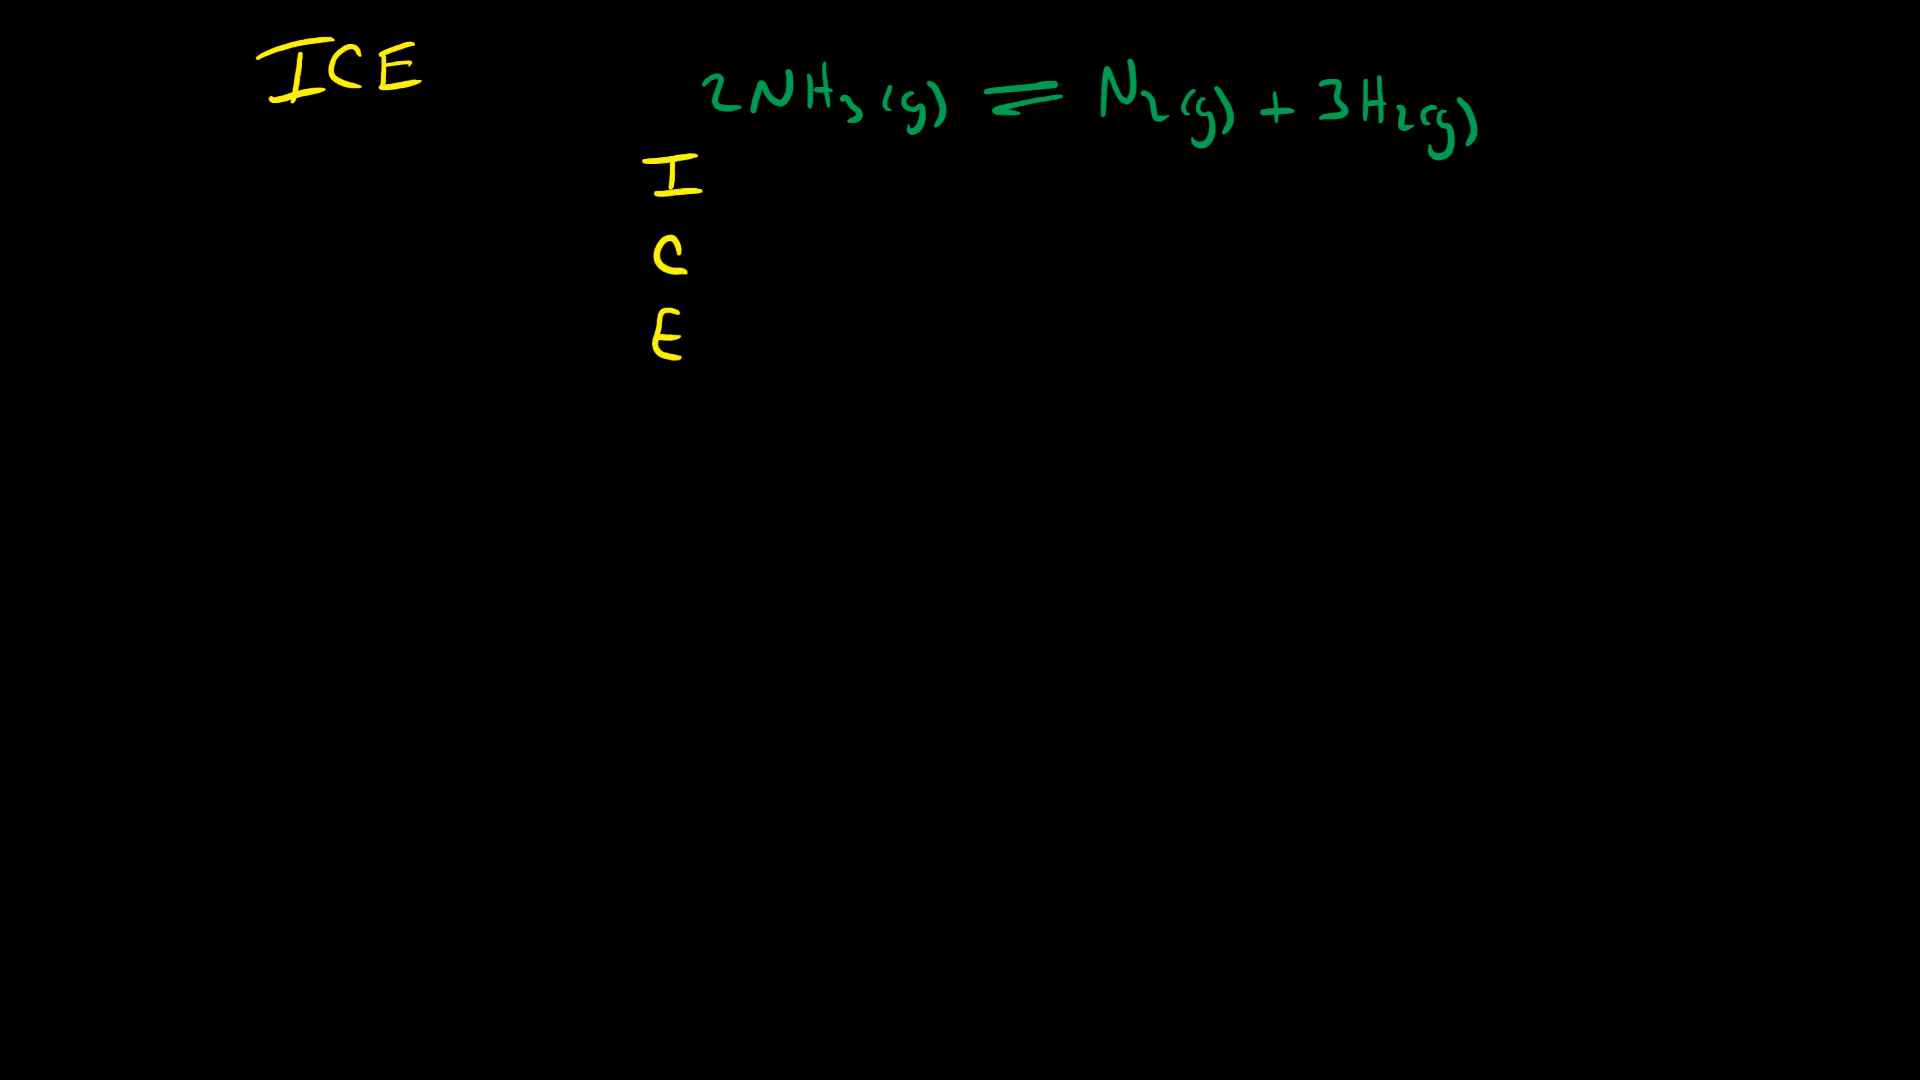 ICE
2NH₃(g) ⇌ N₂(g) + 3H₂(g)
I
C
E